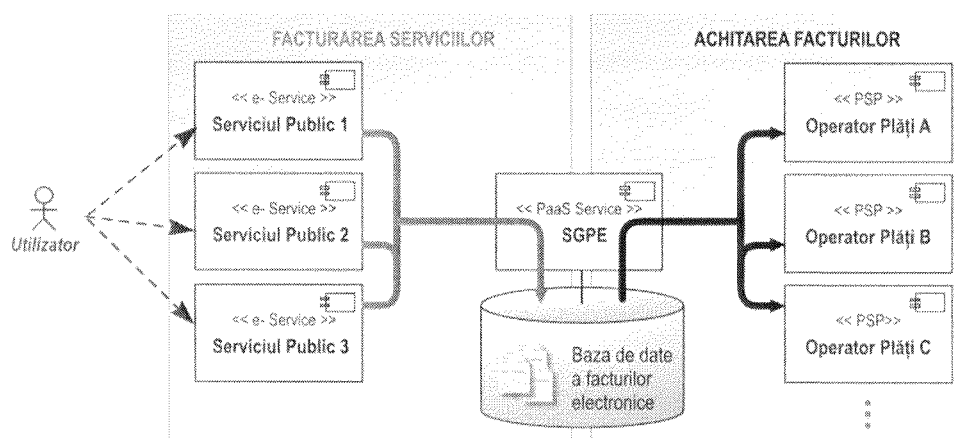 FACTURAREA SERVICIILOR
ACHITAREA FACTURILOR
<< e- Service >>
Serviciul Public 1
<< e- Service >>
Serviciul Public 2
<< e- Service >>
Serviciul Public 3
Utilizator
<< PaaS Service >>
SGPE
Baza de date
a facturilor
electronice
<< PSP >>
Operator Plăți A
<< PSP >>
Operator Plăți B
<< PSP>>
Operator Plăți C